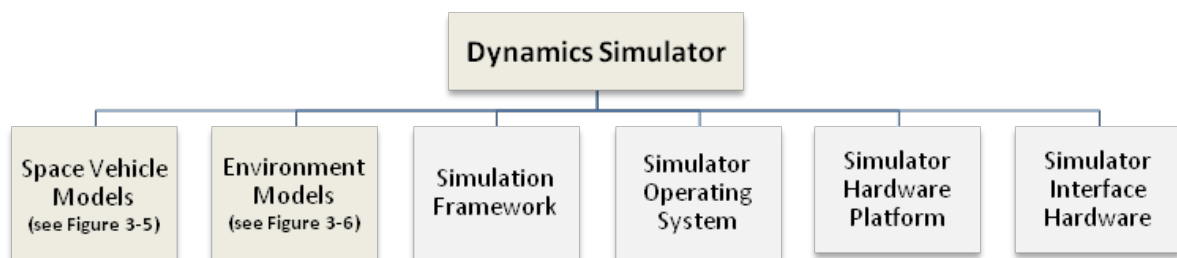 Dynamics Simulator
Space Vehicle
Models
(see Figure 3-5)
Environment
Models
(see Figure 3-6)
Simulation
Framework
Simulator
Operating
System
Simulator
Hardware
Platform
Simulator
Interface
Hardware